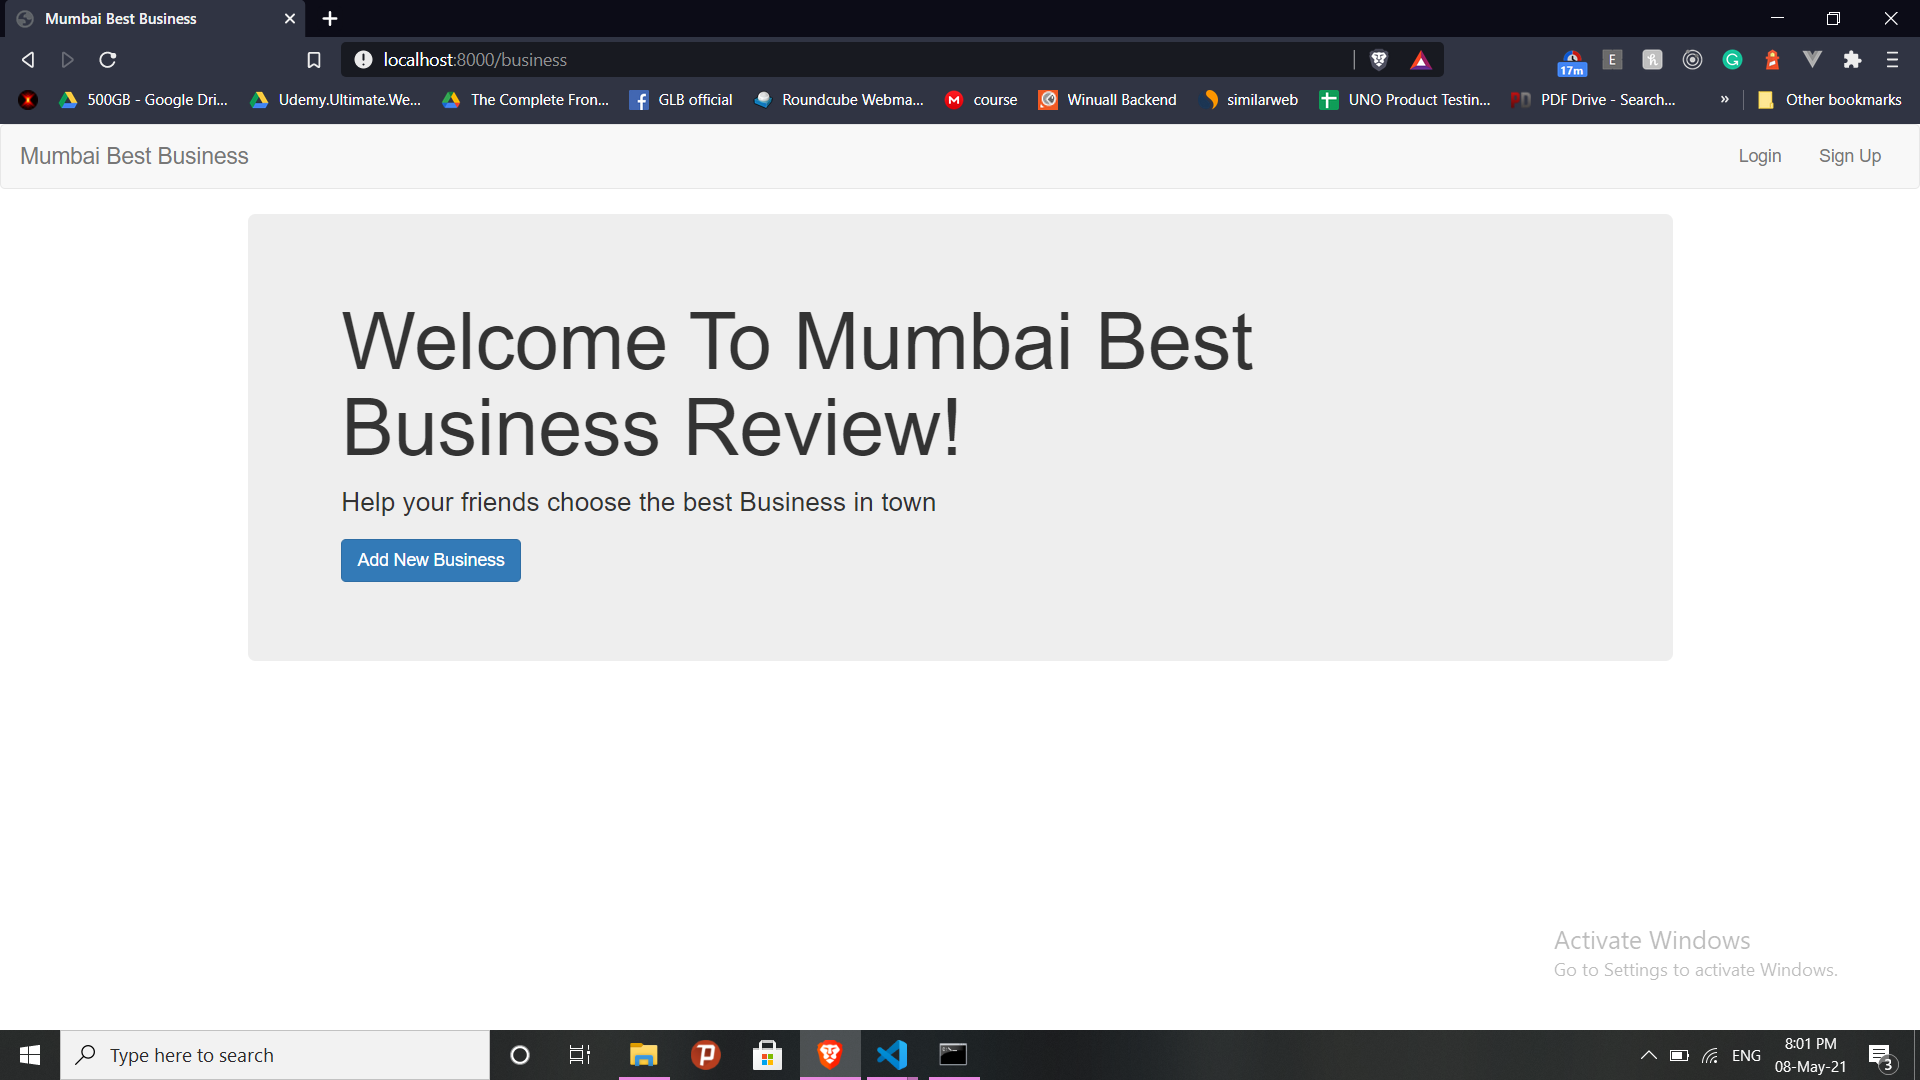 Mumbai Best Business
localhost:8000/business
17m
E
500GB - Google Dri...
Udemy.Ultimate.We...
The Complete Fron...
GLB official
Roundcube Webma...
M
course
Winuall Backend
similarweb
UNO Product Testin...
PD
PDF Drive - Search...
»
Other bookmarks
Mumbai Best Business
Login
Sign Up
Welcome To Mumbai Best
Business Review!
Help your friends choose the best Business in town
Add New Business
Activate Windows
Go to Settings to activate Windows.
Type here to search
ENG
8:01 PM
08-May-21
3